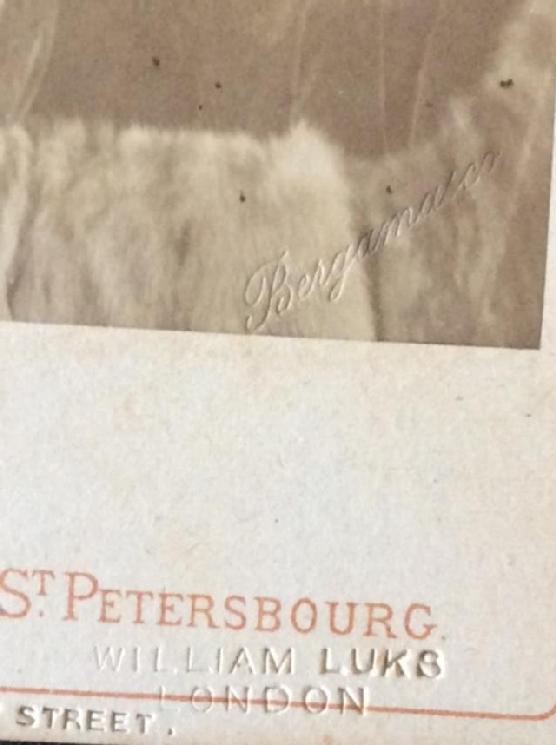 Bergamasco
ST. PETERSBOURG.
WILLIAM LUKS
LONDON
STREET.